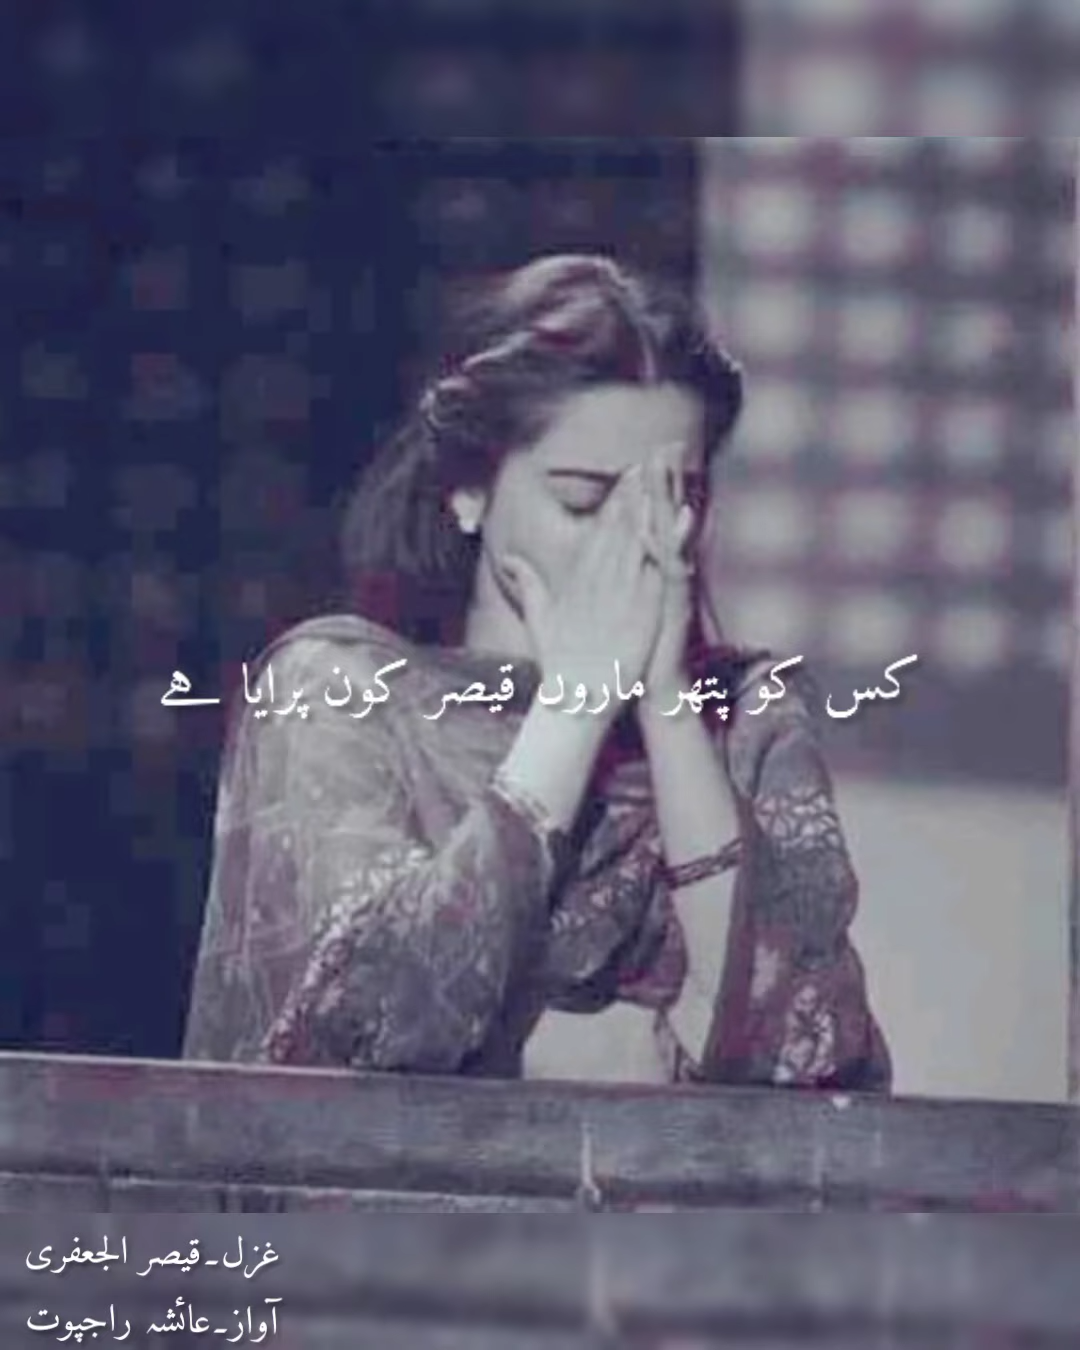 کس کو پتھر ماروں قیصر کون پرایا ہے
غزل۔قیصر الجعفری
آواز۔عائشہ راجپوت